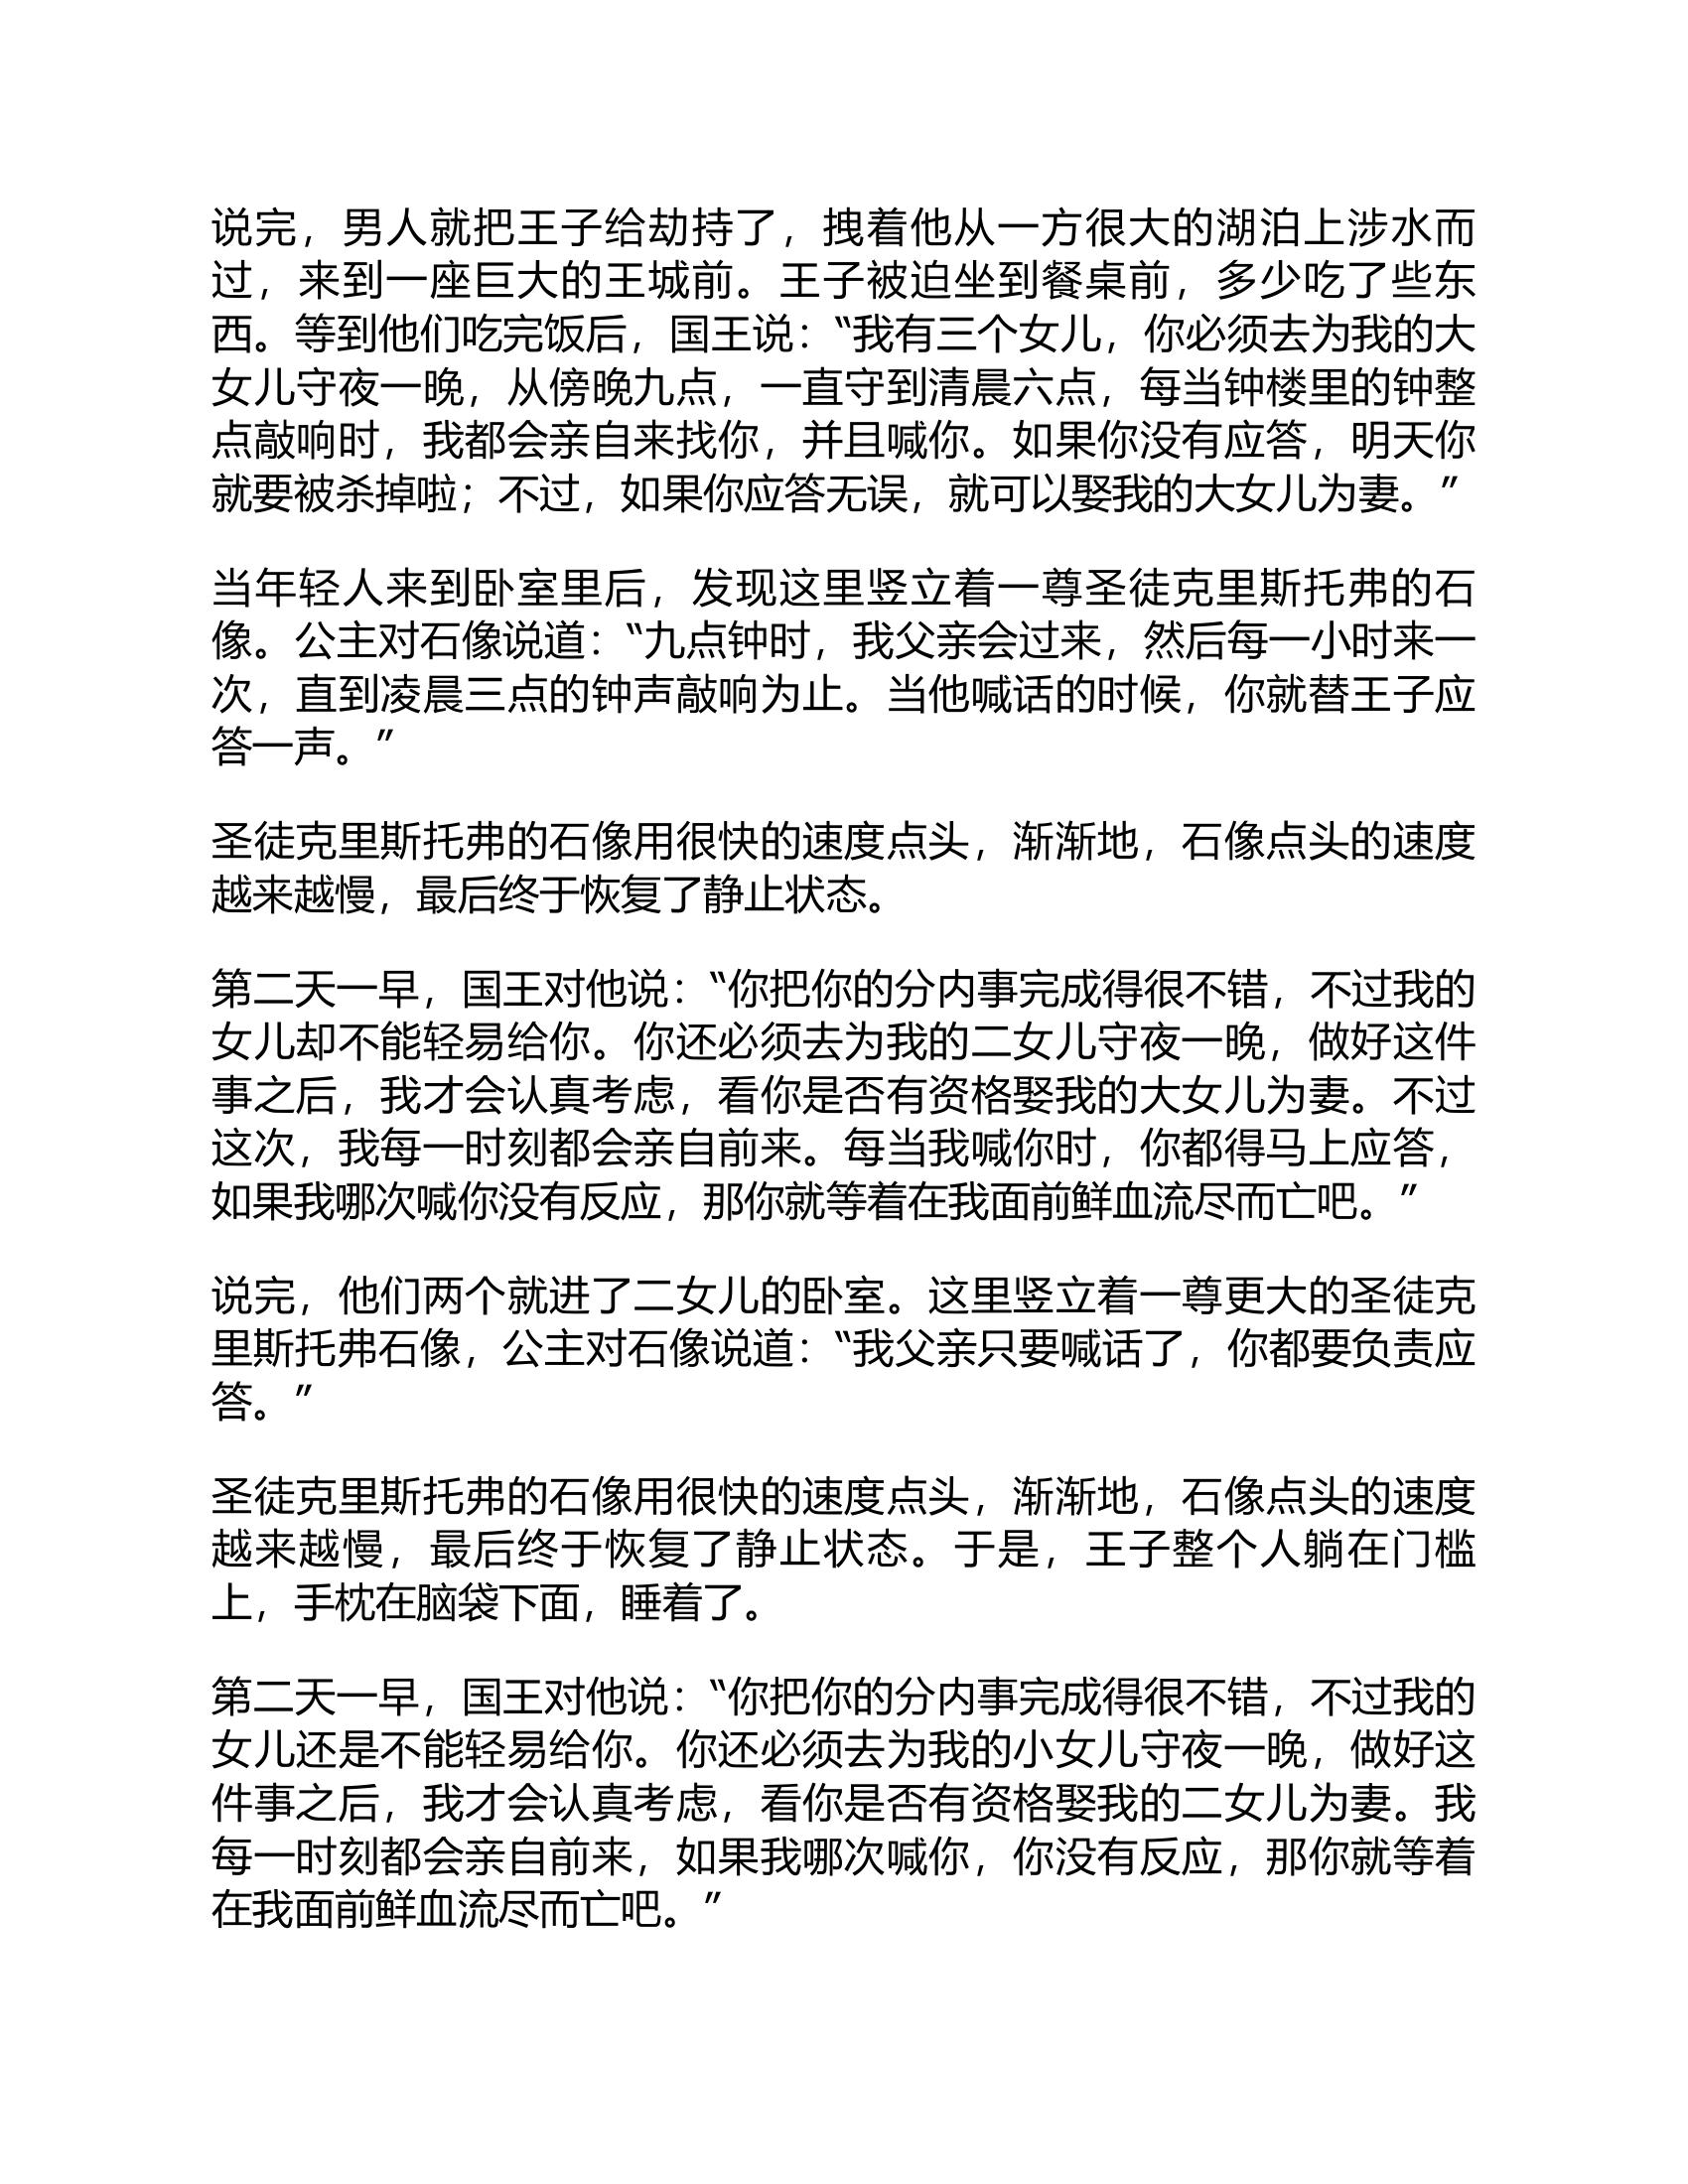 说完，男人就把王子给劫持了，拽着他从一方很大的湖泊上涉水而
过，来到一座巨大的王城前。王子被迫坐到餐桌前，多少吃了些东
西。等到他们吃完饭后，国王说：“我有三个女儿，你必须去为我的大
女儿守夜一晚，从傍晚九点，一直守到清晨六点，每当钟楼里的钟整
点敲响时，我都会亲自来找你，并且喊你。如果你没有应答，明天你
就要被杀掉啦；不过，如果你应答无误，就可以娶我的大女儿为妻。”
当年轻人来到卧室里后，发现这里竖立着一尊圣徒克里斯托弗的石
像。公主对石像说道：“九点钟时，我父亲会过来，然后每一小时来一
次，直到凌晨三点的钟声敲响为止。当他喊话的时候，你就替王子应
答一声。”
圣徒克里斯托弗的石像用很快的速度点头，渐渐地，石像点头的速度
越来越慢，最后终于恢复了静止状态。
第二天一早，国王对他说：“你把你的分内事完成得很不错，不过我的
女儿却不能轻易给你。你还必须去为我的二女儿守夜一晚，做好这件
事之后，我才会认真考虑，看你是否有资格娶我的大女儿为妻。不过
这次，我每一时刻都会亲自前来。每当我喊你时，你都得马上应答，
如果我哪次喊你没有反应，那你就等着在我面前鲜血流尽而亡吧。”
说完，他们两个就进了二女儿的卧室。这里竖立着一尊更大的圣徒克
里斯托弗石像，公主对石像说道：“我父亲只要喊话了，你都要负责应
答。”
圣徒克里斯托弗的石像用很快的速度点头，渐渐地，石像点头的速度
越来越慢，最后终于恢复了静止状态。于是，王子整个人躺在门槛
上，手枕在脑袋下面，睡着了。
第二天一早，国王对他说：“你把你的分内事完成得很不错，不过我的
女儿还是不能轻易给你。你还必须去为我的小女儿守夜一晚，做好这
件事之后，我才会认真考虑，看你是否有资格娶我的二女儿为妻。我
每一时刻都会亲自前来，如果我哪次喊你，你没有反应，那你就等着
在我面前鲜血流尽而亡吧。”